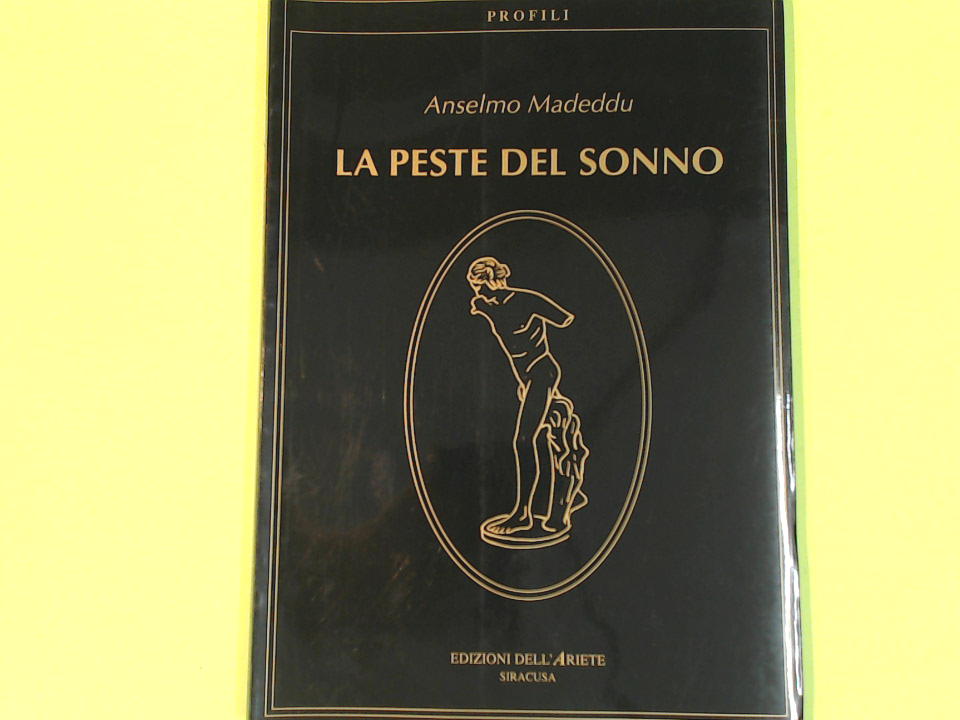 PROFILI
Anselmo Madeddu
LA PESTE DEL SONNO
EDIZIONI DELL'ARIETE
SIRACUSA